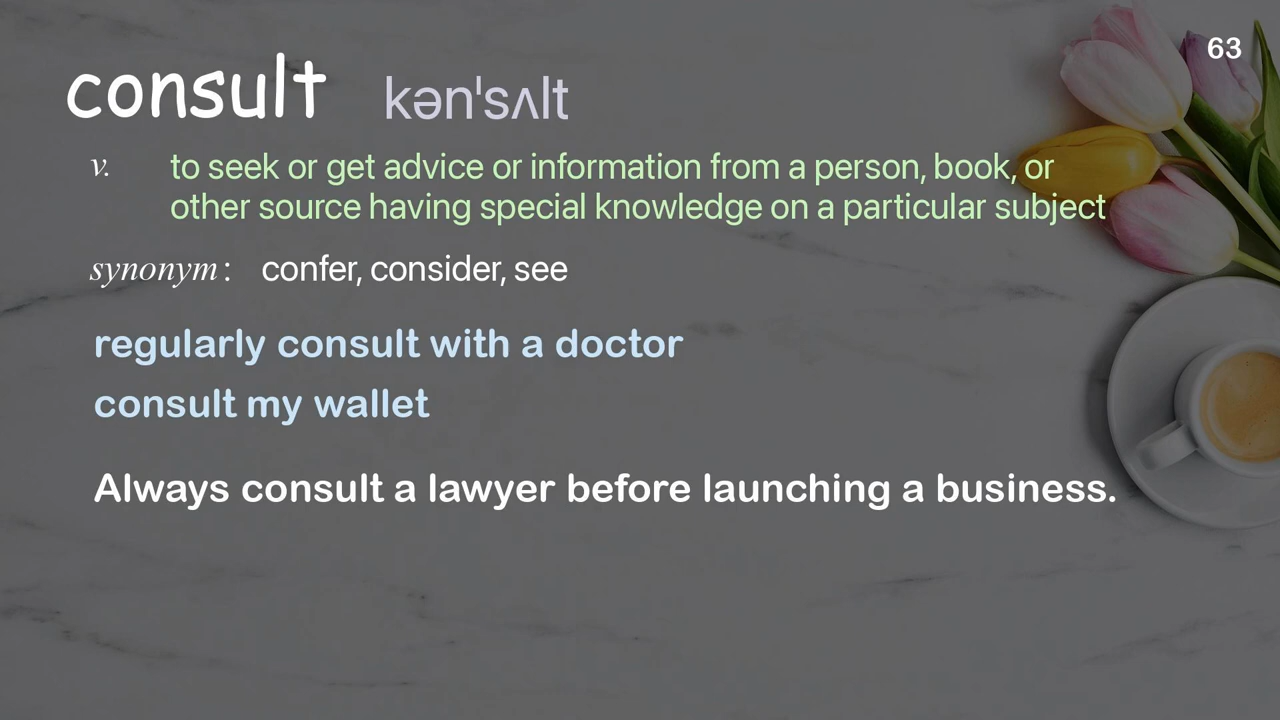 63
consult kən'sʌlt
v. to seek or get advice or information from a person, book, or
other source having special knowledge on a particular subject
synonym: confer, consider, see
regularly consult with a doctor
consult my wallet
Always consult a lawyer before launching a business.